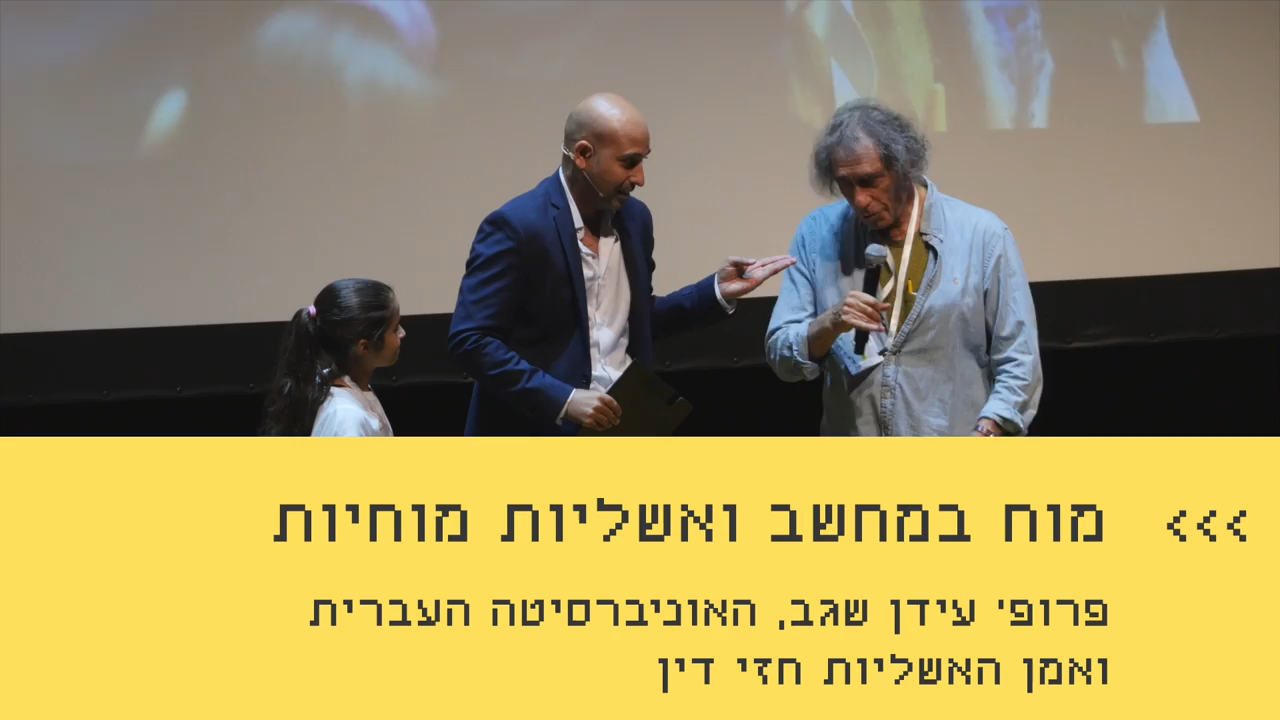 <<< מוח במחשב ואשליות מוחיות
פרופ' עידן שגב, האוניברסיטה העברית
ואמן האשליות חזי דין